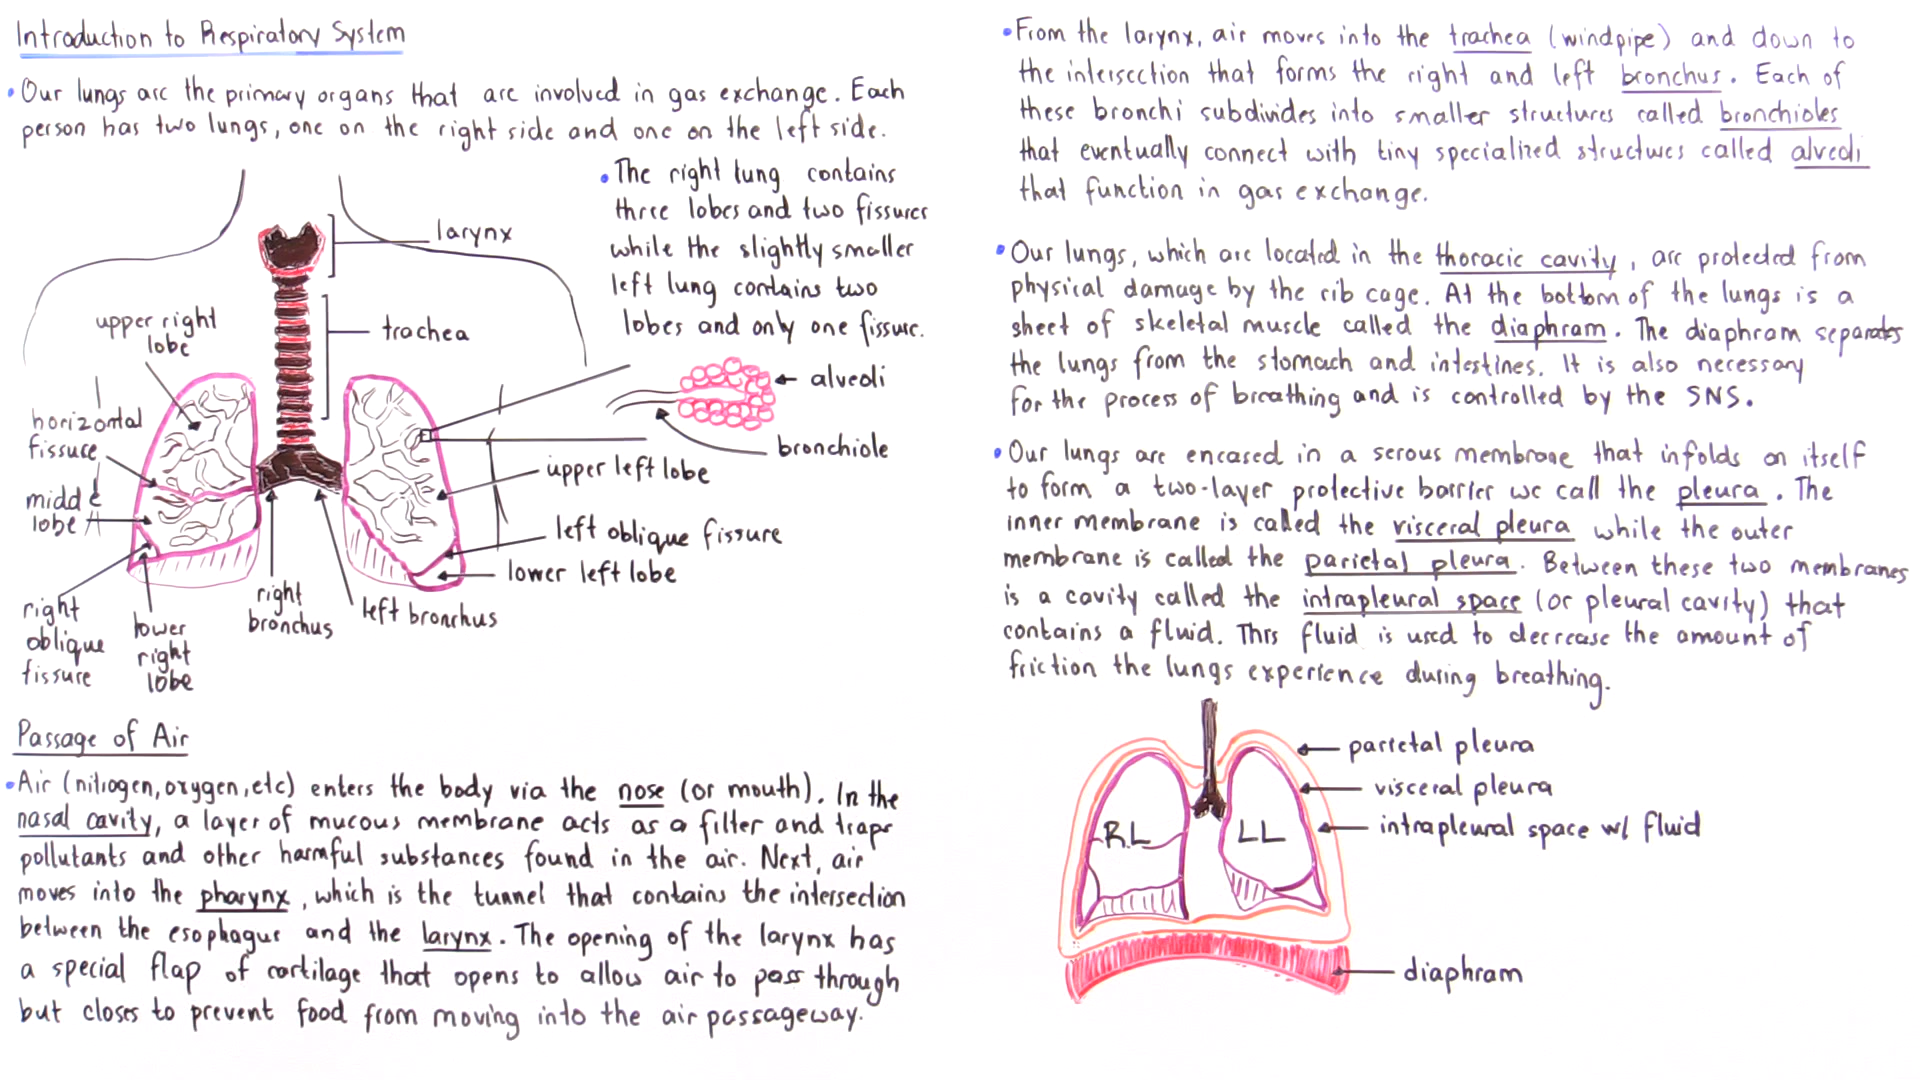 Introduction to Respiratory System
• Our lungs are the primary organs that are involved in gas exchange. Each
person has two lungs, one on the right side and one on the left side.
• The right lung contains
three lobes and two fissures
while the slightly smaller
left lung contains two
lobes and only one fissure.
larynx
trachea
upper right
lobe
horizontal
fissure
middle
lobe
right
oblique
fissure
lower
right
lobe
right
bronchus
left bronchus
alveoli
bronchiole
upper left lobe
left oblique fissure
lower left lobe
Passage of Air
• Air (nitrogen, oxygen, etc) enters the body via the nose (or mouth). In the
nasal cavity, a layer of mucous membrane acts as a filter and traps
pollutants and other harmful substances found in the air. Next, air
moves into the pharynx, which is the tunnel that contains the intersection
between the esophagus and the larynx. The opening of the larynx has
a special flap of cartilage that opens to allow air to pass through
but closes to prevent food from moving into the air passageway.
• From the larynx, air moves into the trachea (windpipe) and down to
the intersection that forms the right and left bronchus. Each of
these bronchi subdivides into smaller structures called bronchioles
that eventually connect with tiny specialized structures called alveoli
that function in gas exchange.
• Our lungs, which are located in the thoracic cavity, are protected from
physical damage by the rib cage. At the bottom of the lungs is a
sheet of skeletal muscle called the diaphram. The diaphram separates
the lungs from the stomach and intestines. It is also necessary
for the process of breathing and is controlled by the SNS.
• Our lungs are encased in a serous membrane that infolds on itself
to form a two-layer protective barrier we call the pleura. The
inner membrane is called the visceral pleura while the outer
membrane is called the parietal pleura. Between these two membranes
is a cavity called the intrapleural space (or pleural cavity) that
contains a fluid. This fluid is used to decrease the amount of
friction the lungs experience during breathing.
parietal pleura
visceral pleura
intrapleural space w/ fluid
R.L
LL
diaphram